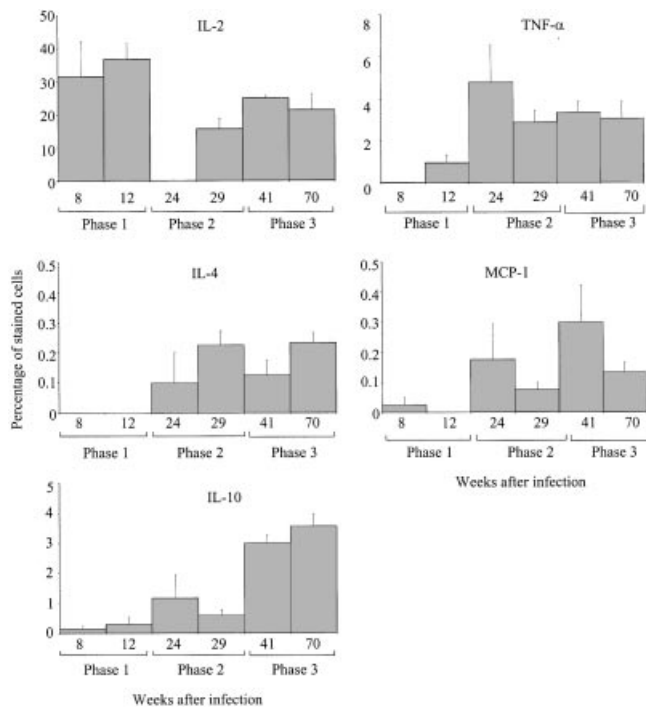 IL-2
50
40
30
20
10
0
8 12 24 29 41 70
Phase 1 Phase 2 Phase 3
TNF-α
8
6
4
2
0
8 12 24 29 41 70
Phase 1 Phase 2 Phase 3
Percentage of stained cells
IL-4
0.5
0.4
0.3
0.2
0.1
0
8 12 24 29 41 70
Phase 1 Phase 2 Phase 3
MCP-1
0.5
0.4
0.3
0.2
0.1
0
8 12 24 29 41 70
Phase 1 Phase 2 Phase 3
Weeks after infection
IL-10
5
4
3
2
1
0
8 12 24 29 41 70
Phase 1 Phase 2 Phase 3
Weeks after infection